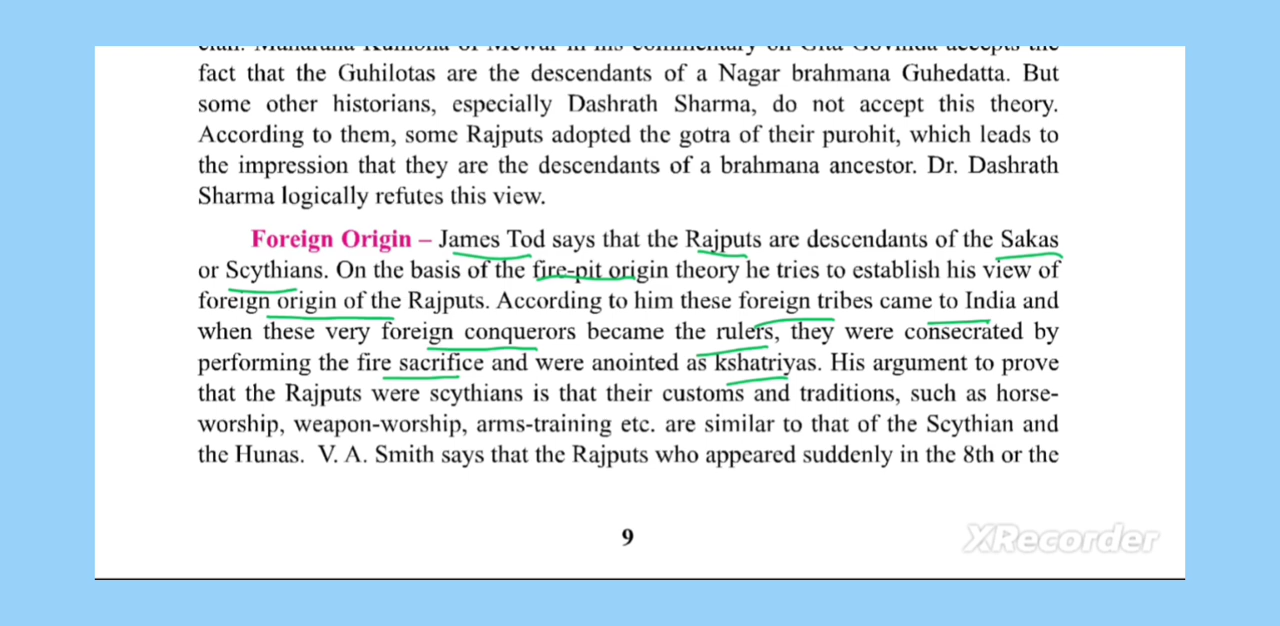 fact that the Guhilotas are the descendants of a Nagar brahmana Guhedatta. But
some other historians, especially Dashrath Sharma, do not accept this theory.
According to them, some Rajputs adopted the gotra of their purohit, which leads to
the impression that they are the descendants of a brahmana ancestor. Dr. Dashrath
Sharma logically refutes this view.
Foreign Origin – James Tod says that the Rajputs are descendants of the Sakas
or Scythians. On the basis of the fire-pit origin theory he tries to establish his view of
foreign origin of the Rajputs. According to him these foreign tribes came to India and
when these very foreign conquerors became the rulers, they were consecrated by
performing the fire sacrifice and were anointed as kshatriyas. His argument to prove
that the Rajputs were scythians is that their customs and traditions, such as horse-
worship, weapon-worship, arms-training etc. are similar to that of the Scythian and
the Hunas. V. A. Smith says that the Rajputs who appeared suddenly in the 8th or the
9
XRecorder